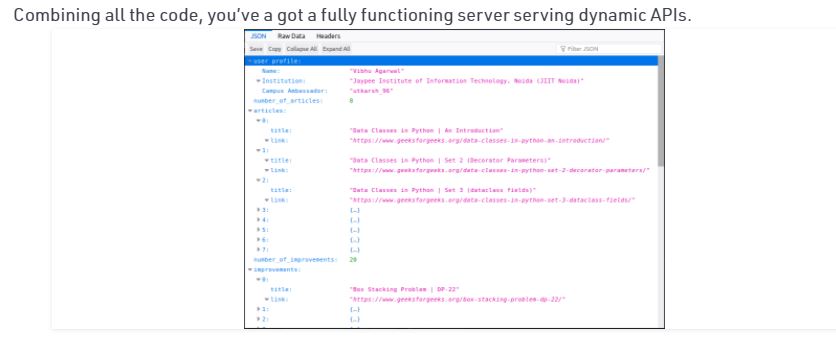 Combining all the code, you've a got a fully functioning server serving dynamic APIs.
JSON Raw Data Headers
Save Copy Collapse All Expand All Filter JSON
user profile:
Name: "Vibhu Agarwal"
Institution: "Jaypee Institute of Information Technology, Noida (JIIT Noida)"
Campus Ambassador: "utkarsh_96"
number_of_articles: 8
articles:
0:
title: "Data Classes in Python | An Introduction"
link: "https://www.geeksforgeeks.org/data-classes-in-python-an-introduction/"
1:
title: "Data Classes in Python | Set 2 (Decorator Parameters)"
link: "https://www.geeksforgeeks.org/data-classes-in-python-set-2-decorator-parameters/"
2:
title: "Data Classes in Python | Set 3 (dataclass fields)"
link: "https://www.geeksforgeeks.org/data-classes-in-python-set-3-dataclass-fields/"
3: {…}
4: {…}
5: {…}
6: {…}
7: {…}
number_of_improvements: 20
improvements:
0:
title: "Box Stacking Problem | DP-22"
link: "https://www.geeksforgeeks.org/box-stacking-problem-dp-22/"
1: {…}
2: {…}